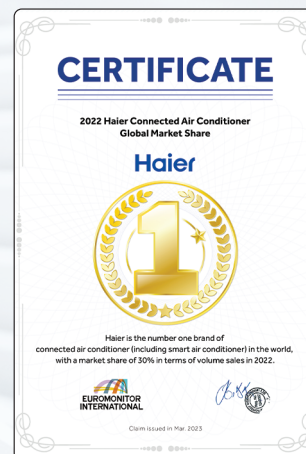 CERTIFICATE
2022 Haier Connected Air Conditioner
Global Market Share
Haier
1
Haier is the number one brand of
connected air conditioner (including smart air conditioner) in the world,
with a market share of 30% in terms of volume sales in 2022.
EUROMONITOR
INTERNATIONAL
Claim issued in Mar. 2023